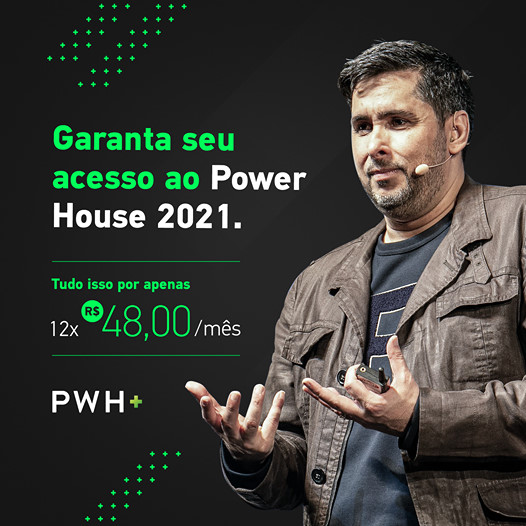 Garanta seu
acesso ao Power
House 2021.
Tudo isso por apenas
12x R$ 48,00/mês
PWH+